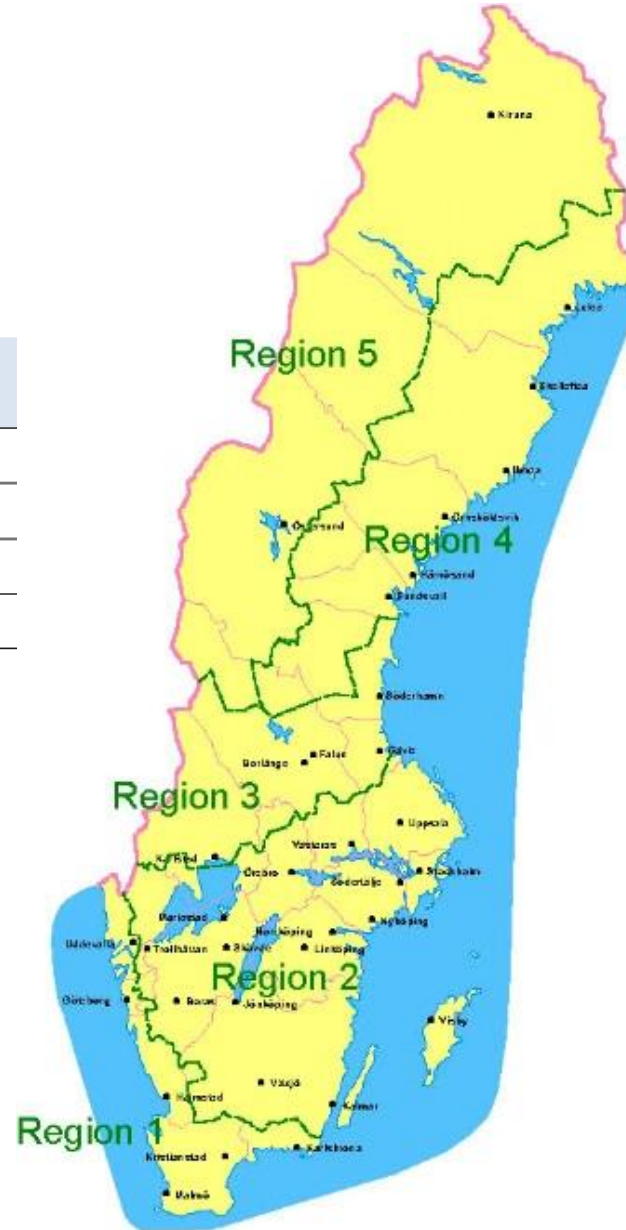 Kiruna
Luleå
Region 5
Skellefteå
Umeå
Örnsköldsvik
Östersund
Region 4
Härnösand
Sundsvall
Söderhamn
Gävle
Falun
Borlänge
Region 3
Uppsala
Västerås
Karlstad
Örebro
Stockholm
Södertälje
Mariestad
Nyköping
Norrköping
Uddevalla
Trollhättan
Skövde
Linköping
Region 2
Göteborg
Borås
Jönköping
Visby
Växjö
Halmstad
Kalmar
Region 1
Karlskrona
Kristianstad
Malmö